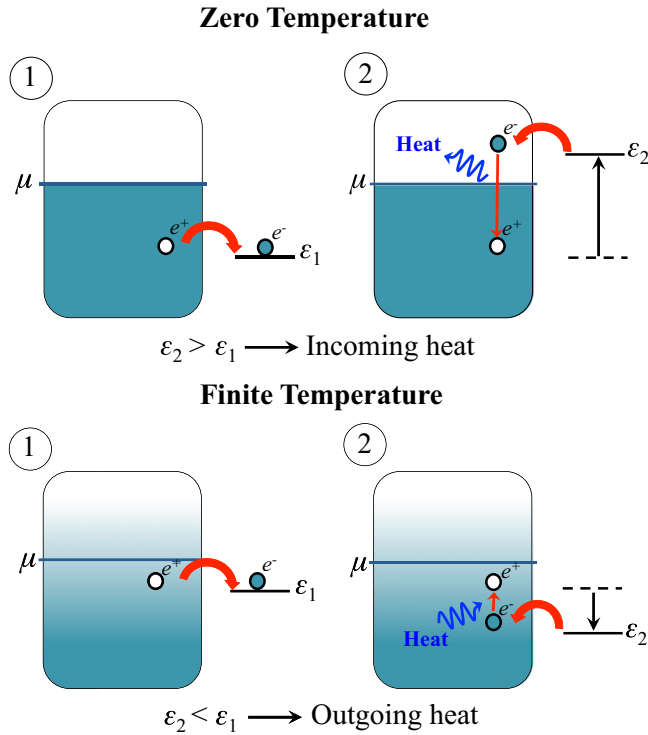 Zero Temperature
1
2
e⁻
Heat
ε₂
μ
μ
e⁺
e⁻
ε₁
e⁺
ε₂ > ε₁ ⟶ Incoming heat
Finite Temperature
1
2
μ
μ
e⁺
e⁻
ε₁
e⁺
e⁻
Heat
ε₂
ε₂ < ε₁ ⟶ Outgoing heat